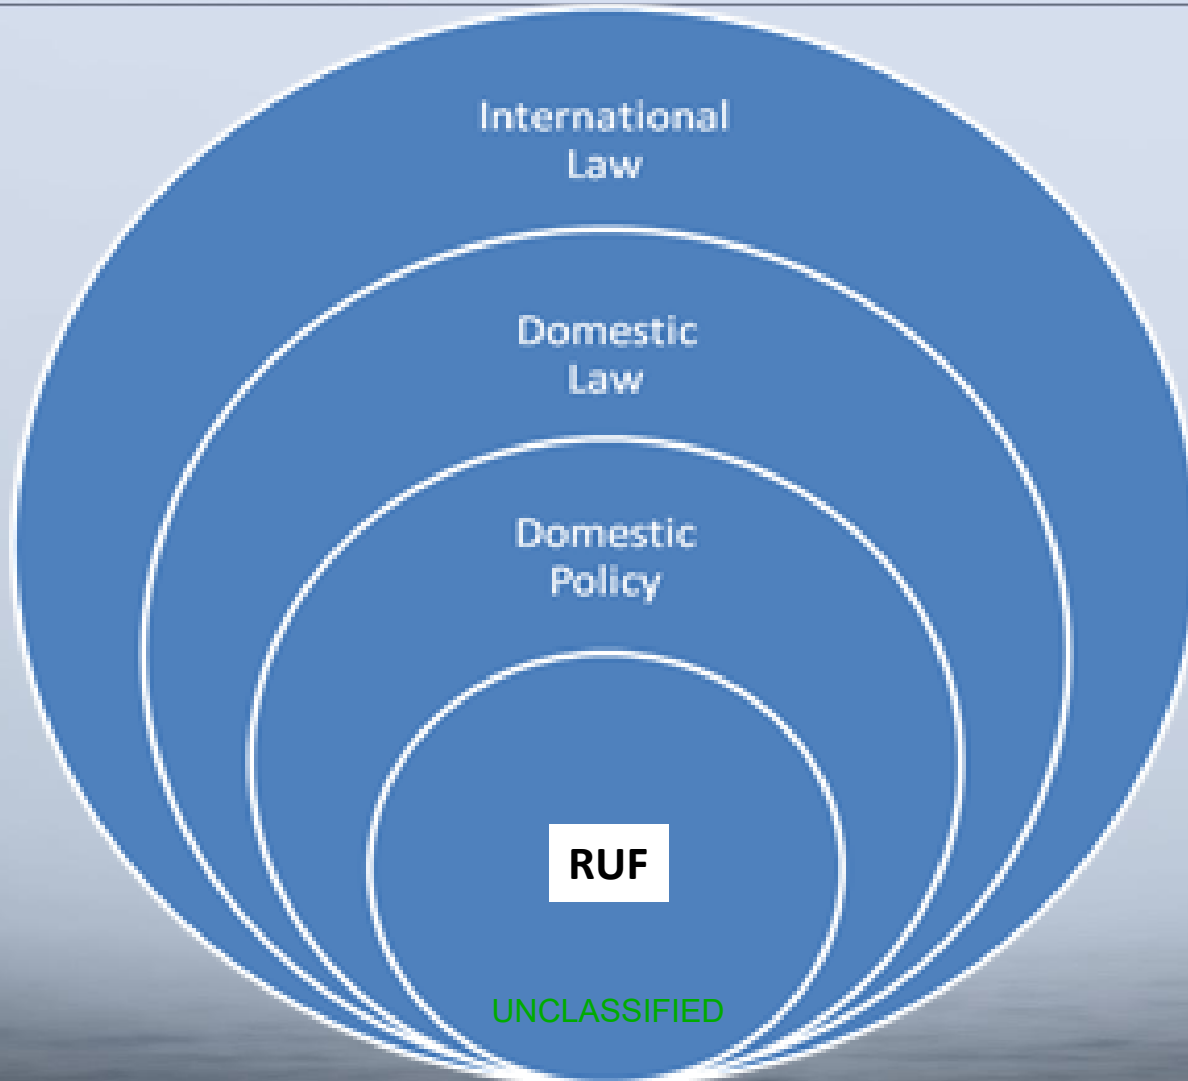 International
Law
Domestic
Law
Domestic
Policy
RUF
UNCLASSIFIED